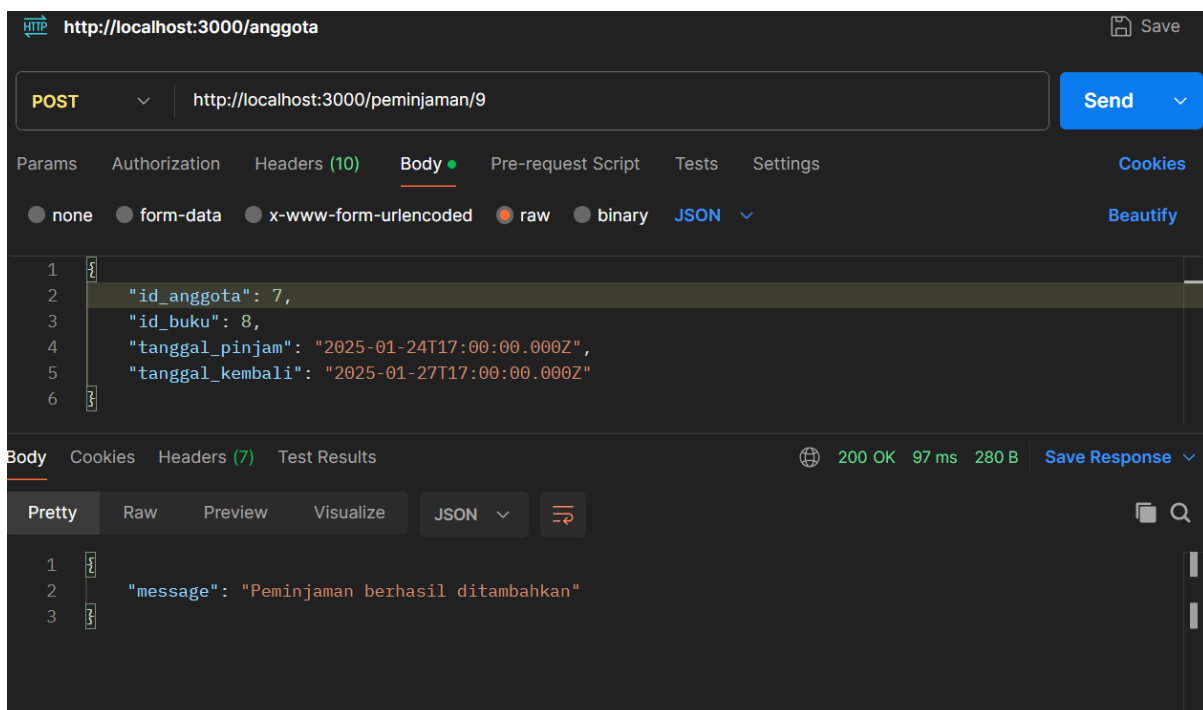 HTTP http://localhost:3000/anggota Save
POST http://localhost:3000/peminjaman/9 Send
Params Authorization Headers (10) Body Pre-request Script Tests Settings Cookies
none form-data x-www-form-urlencoded raw binary JSON Beautify
1 {
2 "id_anggota": 7,
3 "id_buku": 8,
4 "tanggal_pinjam": "2025-01-24T17:00:00.000Z",
5 "tanggal_kembali": "2025-01-27T17:00:00.000Z"
6 }
Body Cookies Headers (7) Test Results 200 OK 97 ms 280 B Save Response
Pretty Raw Preview Visualize JSON
1 {
2 "message": "Peminjaman berhasil ditambahkan"
3 }